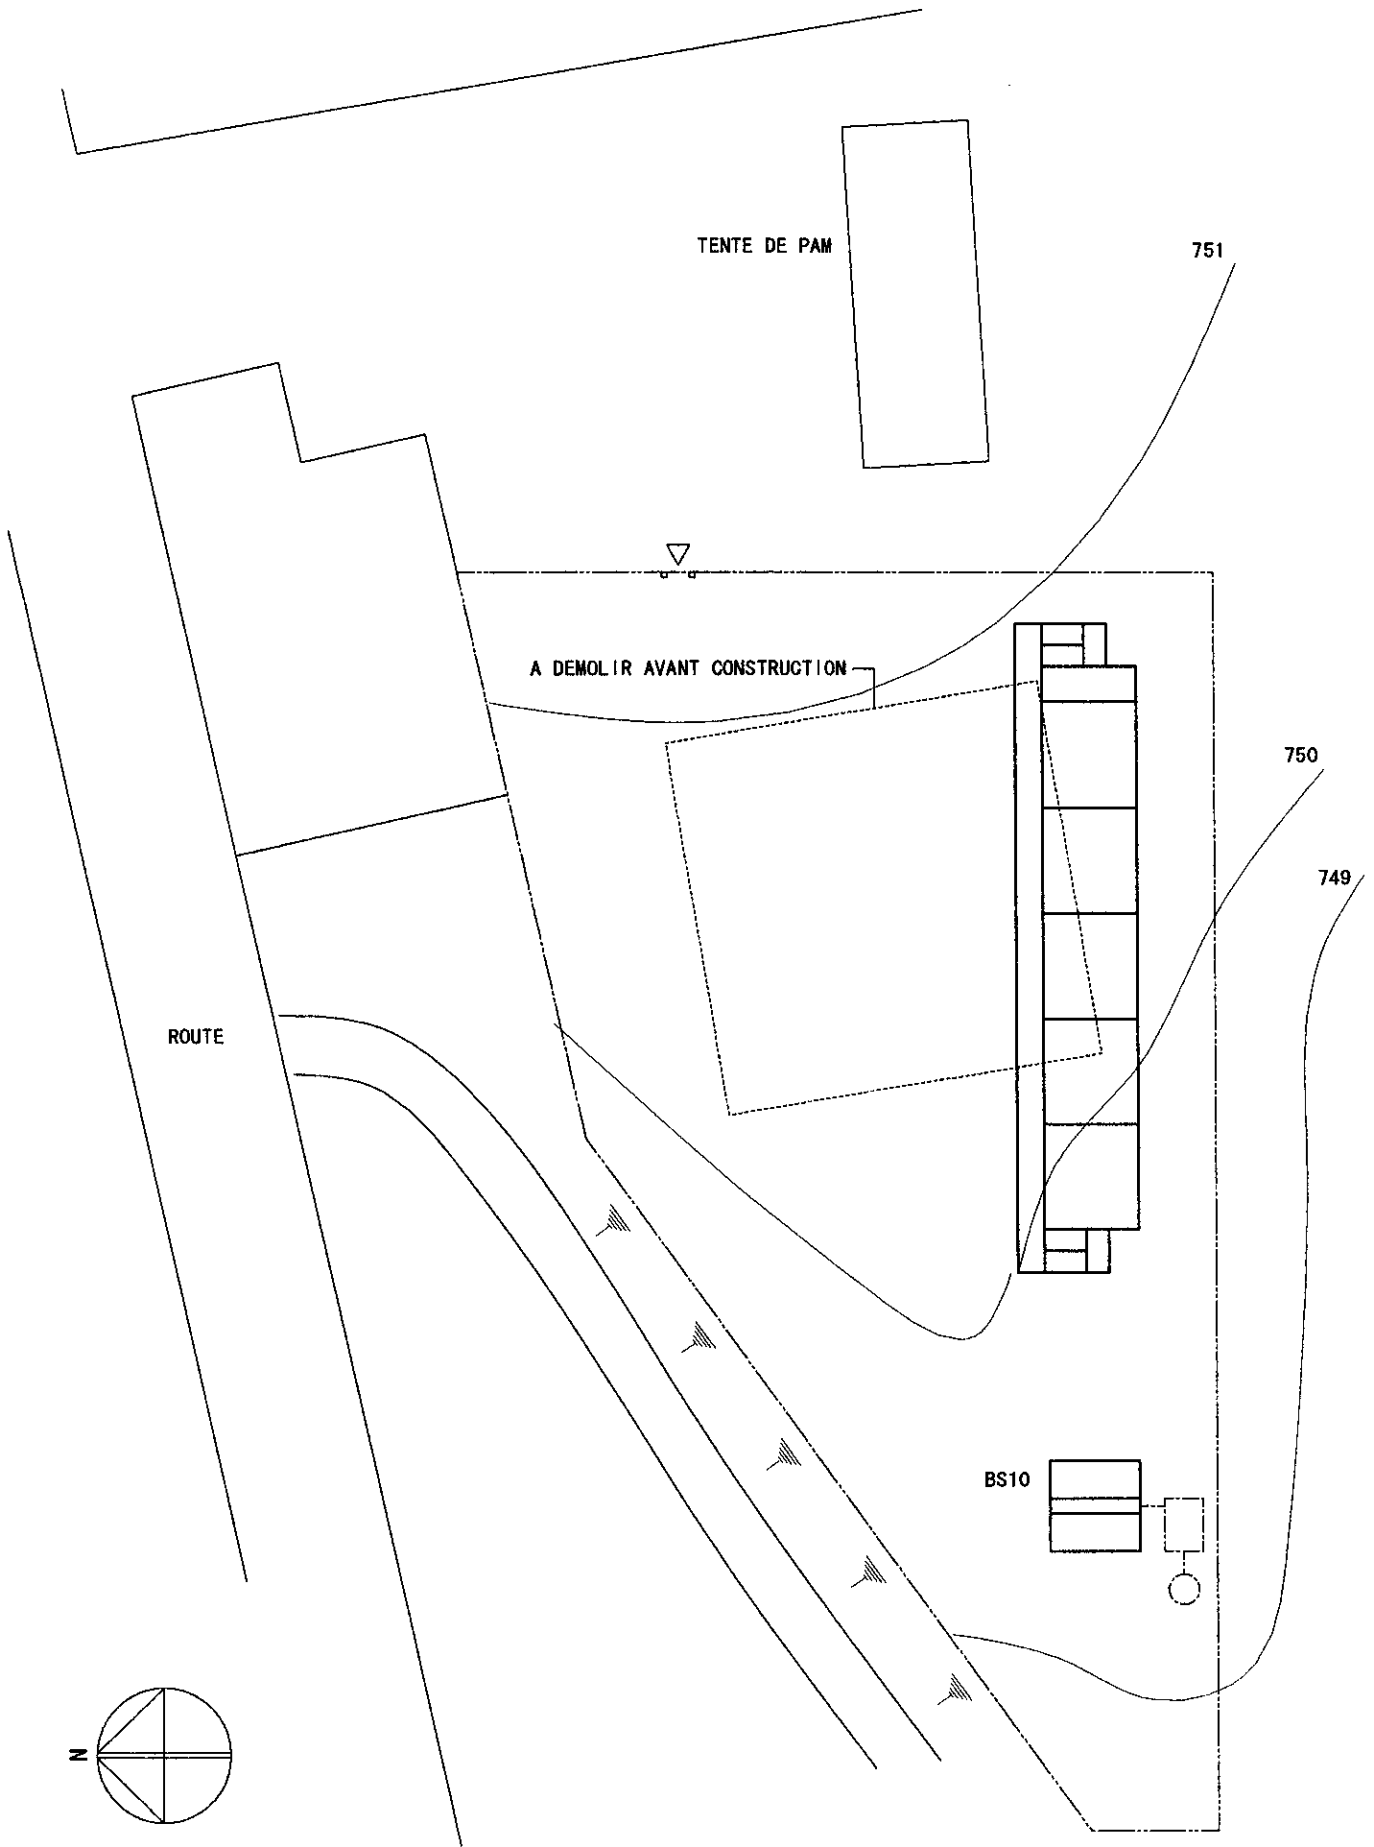 TENTE DE PAM
751
A DEMOLIR AVANT CONSTRUCTION
750
749
ROUTE
BS10
N